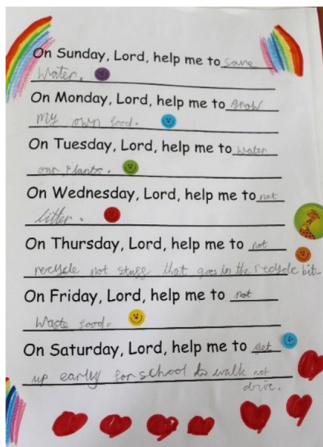 On Sunday, Lord, help me to save
water.
On Monday, Lord, help me to grow
my own food.
On Tuesday, Lord, help me to water
our plants.
On Wednesday, Lord, help me to not
litter.
On Thursday, Lord, help me to not
recycle not stuff that goes in the recycle bin.
On Friday, Lord, help me to not
waste food.
On Saturday, Lord, help me to get
up early for school to walk not
drive.